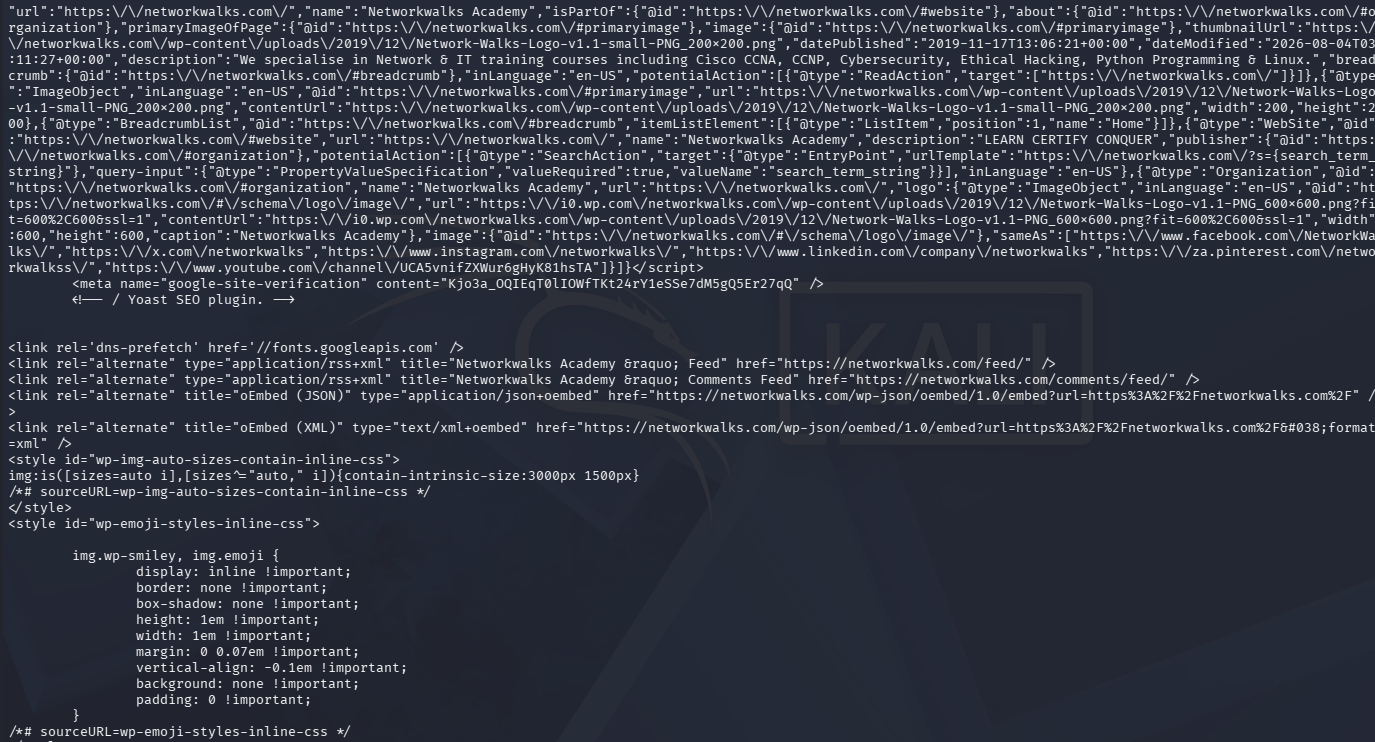 "url":"https:\/\/networkwalks.com\/","name":"Networkwalks Academy","isPartOf":{"@id":"https:\/\/networkwalks.com\/#website"},"about":{"@id":"https:\/\/networkwalks.com\/#o
rganization"},"primaryImageOfPage":{"@id":"https:\/\/networkwalks.com\/#primaryimage"},"image":{"@id":"https:\/\/networkwalks.com\/#primaryimage"},"thumbnailUrl":"https:\/
\/networkwalks.com\/wp-content\/uploads\/2019\/12\/Network-Walks-Logo-v1.1-small-PNG_200×200.png","datePublished":"2019-11-17T13:06:21+00:00","dateModified":"2026-08-04T03
:11:27+00:00","description":"We specialise in Network & IT training courses including Cisco CCNA, CCNP, Cybersecurity, Ethical Hacking, Python Programming & Linux.","bread
crumb":{"@id":"https:\/\/networkwalks.com\/#breadcrumb"},"inLanguage":"en-US","potentialAction":[{"@type":"ReadAction","target":["https:\/\/networkwalks.com\/"]}]},{"@type
":"ImageObject","inLanguage":"en-US","@id":"https:\/\/networkwalks.com\/#primaryimage","url":"https:\/\/networkwalks.com\/wp-content\/uploads\/2019\/12\/Network-Walks-Logo
-v1.1-small-PNG_200×200.png","contentUrl":"https:\/\/networkwalks.com\/wp-content\/uploads\/2019\/12\/Network-Walks-Logo-v1.1-small-PNG_200×200.png","width":200,"height":2
00},{"@type":"BreadcrumbList","@id":"https:\/\/networkwalks.com\/#breadcrumb","itemListElement":[{"@type":"ListItem","position":1,"name":"Home"}]},{"@type":"WebSite","@id"
:"https:\/\/networkwalks.com\/#website","url":"https:\/\/networkwalks.com\/","name":"Networkwalks Academy","description":"LEARN CERTIFY CONQUER","publisher":{"@id":"https:
\/\/networkwalks.com\/#organization"},"potentialAction":[{"@type":"SearchAction","target":{"@type":"EntryPoint","urlTemplate":"https:\/\/networkwalks.com\/?s={search_term_
string}"},"query-input":{"@type":"PropertyValueSpecification","valueRequired":true,"valueName":"search_term_string"}}],"inLanguage":"en-US"},{"@type":"Organization","@id":
"https:\/\/networkwalks.com\/#organization","name":"Networkwalks Academy","url":"https:\/\/networkwalks.com\/","logo":{"@type":"ImageObject","inLanguage":"en-US","@id":"ht
tps:\/\/networkwalks.com\/#\/schema\/logo\/image\/","url":"https:\/\/i0.wp.com\/networkwalks.com\/wp-content\/uploads\/2019\/12\/Network-Walks-Logo-v1.1-PNG_600×600.png?fi
t=600%2C600&ssl=1","contentUrl":"https:\/\/i0.wp.com\/networkwalks.com\/wp-content\/uploads\/2019\/12\/Network-Walks-Logo-v1.1-PNG_600×600.png?fit=600%2C600&ssl=1","width"
:600,"height":600,"caption":"Networkwalks Academy"},"image":{"@id":"https:\/\/networkwalks.com\/#\/schema\/logo\/image\/"},"sameAs":["https:\/\/www.facebook.com\/NetworkWa
lks\/","https:\/\/x.com\/networkwalks","https:\/\/www.instagram.com\/networkwalks\/","https:\/\/www.linkedin.com\/company\/networkwalks","https:\/\/za.pinterest.com\/netwo
rkwalkss\/","https:\/\/www.youtube.com\/channel\/UCA5vnifZXWur6gHyK81hsTA"]}]}</script>
<meta name="google-site-verification" content="Kjo3a_OQIEqT0lIOWfTKt24rY1eSSe7dM5gQ5Er27qQ" />
<!-- / Yoast SEO plugin. -->
<link rel='dns-prefetch' href='//fonts.googleapis.com' />
<link rel="alternate" type="application/rss+xml" title="Networkwalks Academy &raquo; Feed" href="https://networkwalks.com/feed/" />
<link rel="alternate" type="application/rss+xml" title="Networkwalks Academy &raquo; Comments Feed" href="https://networkwalks.com/comments/feed/" />
<link rel="alternate" title="oEmbed (JSON)" type="application/json+oembed" href="https://networkwalks.com/wp-json/oembed/1.0/embed?url=https%3A%2F%2Fnetworkwalks.com%2F" /
>
<link rel="alternate" title="oEmbed (XML)" type="text/xml+oembed" href="https://networkwalks.com/wp-json/oembed/1.0/embed?url=https%3A%2F%2Fnetworkwalks.com%2F&#038;format
=xml" />
<style id="wp-img-auto-sizes-contain-inline-css">
img:is([sizes=auto i],[sizes^="auto," i]){contain-intrinsic-size:3000px 1500px}
/*# sourceURL=wp-img-auto-sizes-contain-inline-css */
</style>
<style id="wp-emoji-styles-inline-css">
img.wp-smiley, img.emoji {
display: inline !important;
border: none !important;
box-shadow: none !important;
height: 1em !important;
width: 1em !important;
margin: 0 0.07em !important;
vertical-align: -0.1em !important;
background: none !important;
padding: 0 !important;
}
/*# sourceURL=wp-emoji-styles-inline-css */
KALI